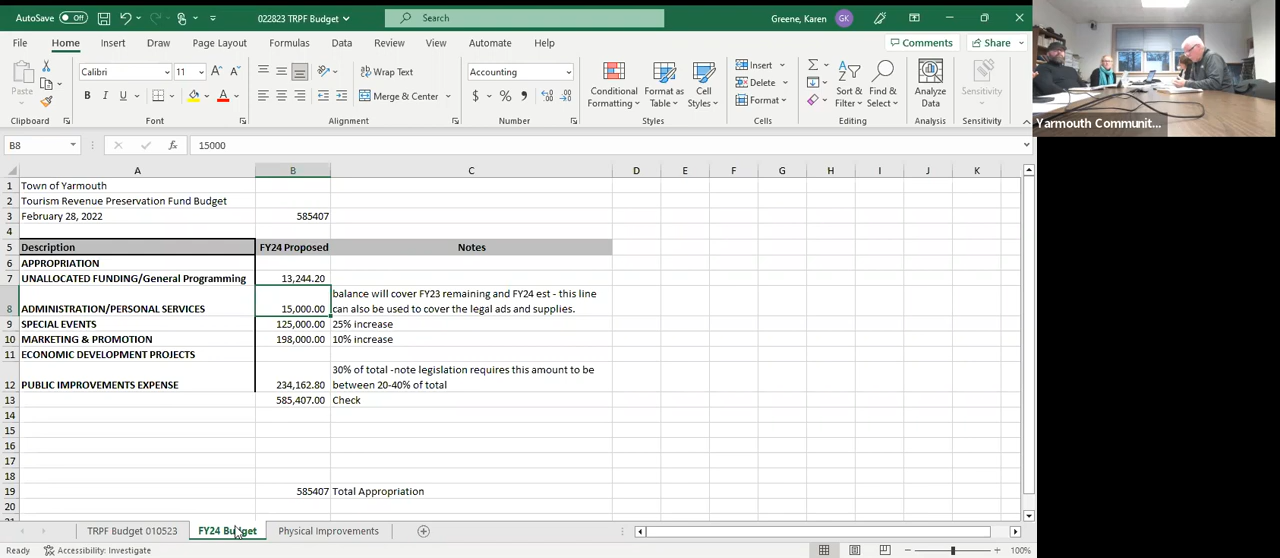 AutoSave Off 022823 TRPF Budget Search Greene, Karen GK
File Home Insert Draw Page Layout Formulas Data Review View Automate Help Comments Share
Paste Calibri 11 A A Wrap Text Accounting Conditional Formatting Format as Table Cell Styles Insert Delete Format Sort & Filter Find & Select Analyze Data Sensitivity
B I U A Merge & Center $ % 9
Clipboard Font Alignment Number Styles Cells Editing Analysis Sensitivity
B8 fx 15000
A B C D E F G H I J K
1 Town of Yarmouth
2 Tourism Revenue Preservation Fund Budget
3 February 28, 2022 585407
4
5 Description FY24 Proposed Notes
6 APPROPRIATION
7 UNALLOCATED FUNDING/General Programming 13,244.20
balance will cover FY23 remaining and FY24 est - this line
8 ADMINISTRATION/PERSONAL SERVICES 15,000.00 can also be used to cover the legal ads and supplies.
9 SPECIAL EVENTS 125,000.00 25% increase
10 MARKETING & PROMOTION 198,000.00 10% increase
11 ECONOMIC DEVELOPMENT PROJECTS
30% of total -note legislation requires this amount to be
12 PUBLIC IMPROVEMENTS EXPENSE 234,162.80 between 20-40% of total
13 585,407.00 Check
14
15
16
17
18
19 585407 Total Appropriation
20
TRPF Budget 010523 FY24 Budget Physical Improvements
Ready Accessibility: Investigate 100%
Yarmouth Communit...